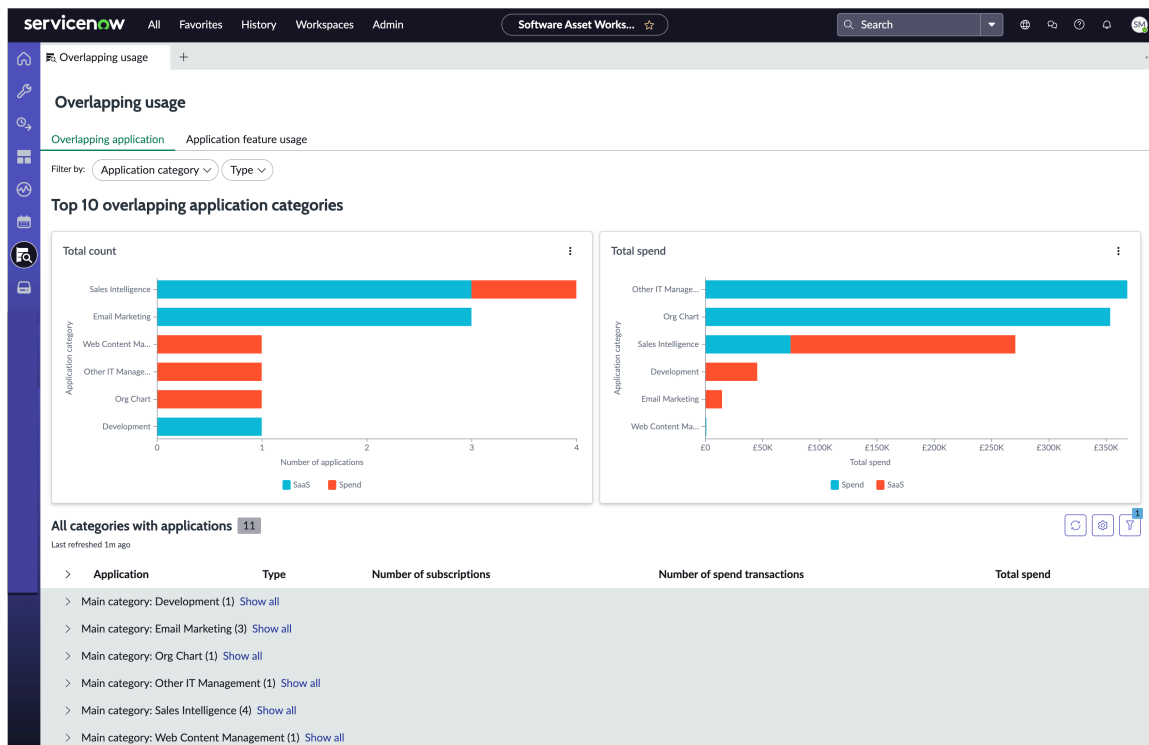 servicenow All Favorites History Workspaces Admin Software Asset Works... Search SM
Overlapping usage +
Overlapping usage
Overlapping application Application feature usage
Filter by: Application category Type
Top 10 overlapping application categories
Total count
Application category
Sales Intelligence
Email Marketing
Web Content Ma...
Other IT Manage...
Org Chart
Development
0 1 2 3 4
Number of applications
SaaS Spend
Total spend
Application category
Other IT Manage...
Org Chart
Sales Intelligence
Development
Email Marketing
Web Content Ma...
£0 £50K £100K £150K £200K £250K £300K £350K
Total spend
Spend SaaS
All categories with applications 11
1
Last refreshed 1m ago
Application Type Number of subscriptions Number of spend transactions Total spend
Main category: Development (1) Show all
Main category: Email Marketing (3) Show all
Main category: Org Chart (1) Show all
Main category: Other IT Management (1) Show all
Main category: Sales Intelligence (4) Show all
Main category: Web Content Management (1) Show all